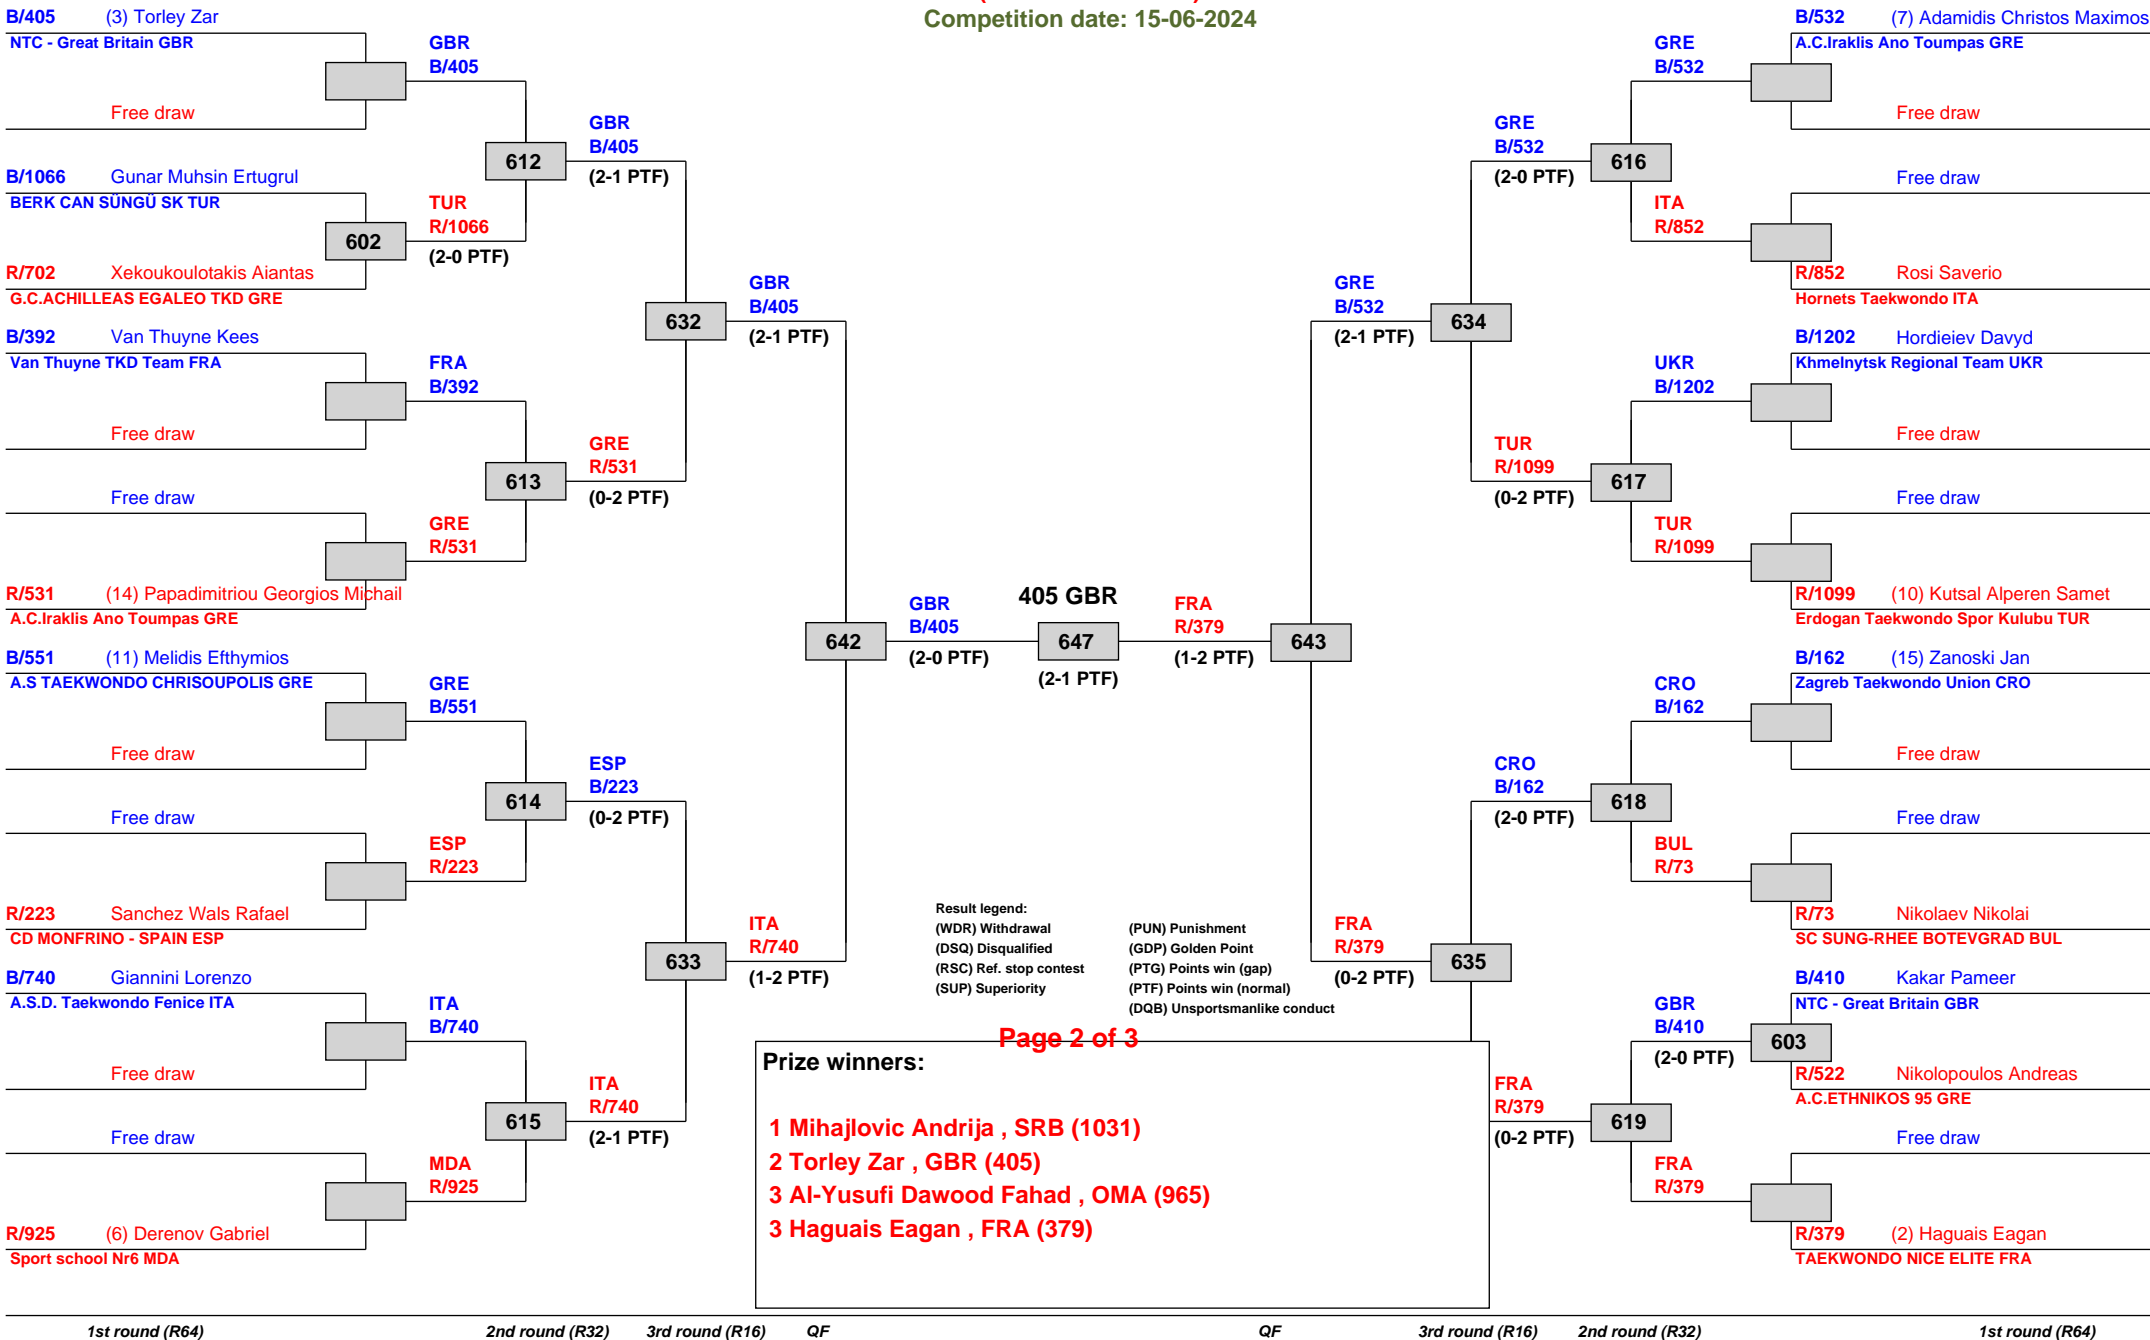 Competition date: 15-06-2024
B/405 (3) Torley Zar
NTC - Great Britain GBR
Free draw
GBR
B/405
B/1066 Gunar Muhsin Ertugrul
BERK CAN SÜNGÜ SK TUR
602
R/702 Xekoukoulotakis Aiantas
G.C.ACHILLEAS EGALEO TKD GRE
TUR
R/1066
(2-0 PTF)
612
GBR
B/405
(2-1 PTF)
B/392 Van Thuyne Kees
Van Thuyne TKD Team FRA
Free draw
FRA
B/392
Free draw
R/531 (14) Papadimitriou Georgios Michail
A.C.Iraklis Ano Toumpas GRE
GRE
R/531
613
GRE
R/531
(0-2 PTF)
632
GBR
B/405
(2-1 PTF)
B/551 (11) Melidis Efthymios
A.S TAEKWONDO CHRISOUPOLIS GRE
Free draw
GRE
B/551
Free draw
R/223 Sanchez Wals Rafael
CD MONFRINO - SPAIN ESP
ESP
R/223
614
ESP
B/223
(0-2 PTF)
B/740 Giannini Lorenzo
A.S.D. Taekwondo Fenice ITA
Free draw
ITA
B/740
Free draw
R/925 (6) Derenov Gabriel
Sport school Nr6 MDA
MDA
R/925
615
ITA
R/740
(2-1 PTF)
633
ITA
R/740
(1-2 PTF)
642
GBR
B/405
(2-0 PTF)
405 GBR
647
(2-1 PTF)
FRA
R/379
(1-2 PTF)
643
GRE
B/532
(2-1 PTF)
634
GRE
B/532
(2-0 PTF)
616
GRE
B/532
B/532 (7) Adamidis Christos Maximos
A.C.Iraklis Ano Toumpas GRE
Free draw
Free draw
ITA
R/852
R/852 Rosi Saverio
Hornets Taekwondo ITA
B/1202 Hordieiev Davyd
Khmelnytsk Regional Team UKR
UKR
B/1202
Free draw
TUR
R/1099
(0-2 PTF)
617
Free draw
TUR
R/1099
R/1099 (10) Kutsal Alperen Samet
Erdogan Taekwondo Spor Kulubu TUR
B/162 (15) Zanoski Jan
Zagreb Taekwondo Union CRO
CRO
B/162
Free draw
CRO
B/162
(2-0 PTF)
618
Free draw
BUL
R/73
R/73 Nikolaev Nikolai
SC SUNG-RHEE BOTEVGRAD BUL
FRA
R/379
(0-2 PTF)
635
B/410 Kakar Pameer
NTC - Great Britain GBR
GBR
B/410
(2-0 PTF)
603
R/522 Nikolopoulos Andreas
A.C.ETHNIKOS 95 GRE
FRA
R/379
(0-2 PTF)
619
Free draw
FRA
R/379
R/379 (2) Haguais Eagan
TAEKWONDO NICE ELITE FRA
Result legend:
(WDR) Withdrawal
(DSQ) Disqualified
(RSC) Ref. stop contest
(SUP) Superiority
(PUN) Punishment
(GDP) Golden Point
(PTG) Points win (gap)
(PTF) Points win (normal)
(DQB) Unsportsmanlike conduct
Page 2 of 3
Prize winners:
1 Mihajlovic Andrija , SRB (1031)
2 Torley Zar , GBR (405)
3 Al-Yusufi Dawood Fahad , OMA (965)
3 Haguais Eagan , FRA (379)
1st round (R64) 2nd round (R32) 3rd round (R16) QF QF 3rd round (R16) 2nd round (R32) 1st round (R64)